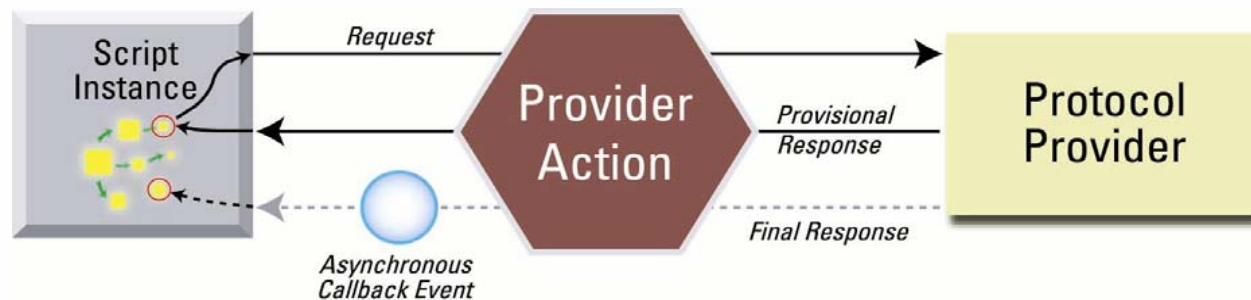 Script
Instance
Request
Provider
Action
Provisional
Response
Protocol
Provider
Final Response
Asynchronous
Callback Event